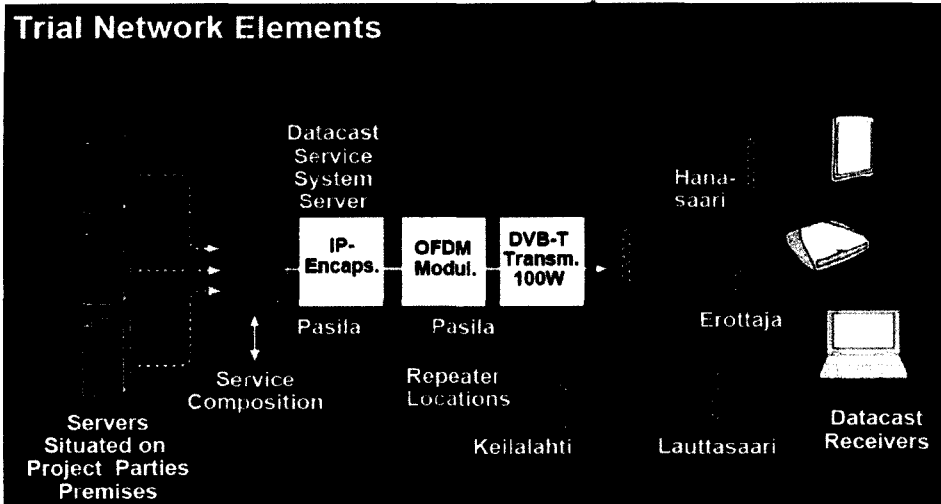 Trial Network Elements
Datacast
Service
System
Server
Hana-
saari
IP-
Encaps.
OFDM
Modul.
DVB-T
Transm.
100W
Pasila
Pasila
Erottaja
Service
Composition
Repeater
Locations
Keilalahti
Lauttasaari
Servers
Situated on
Project Parties
Premises
Datacast
Receivers